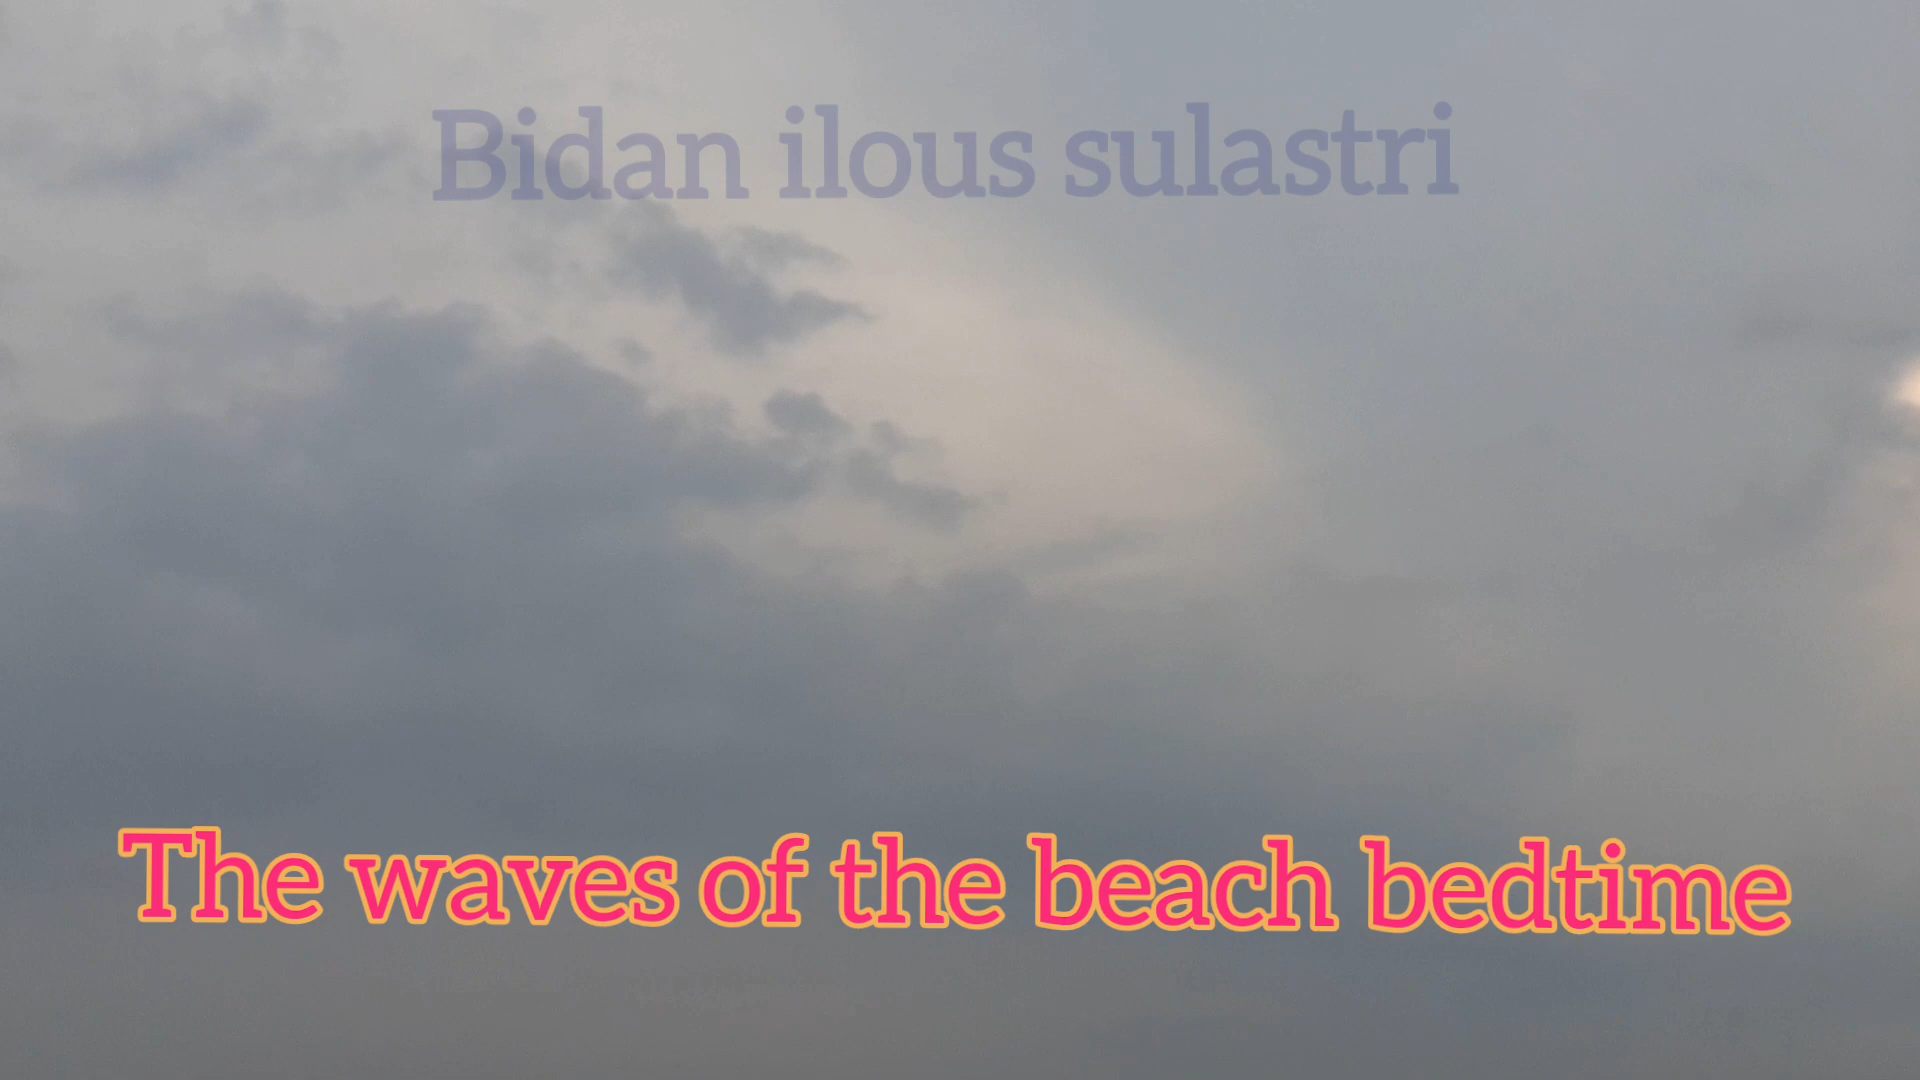 Bidan ilous sulastri
The waves of the beach bedtime